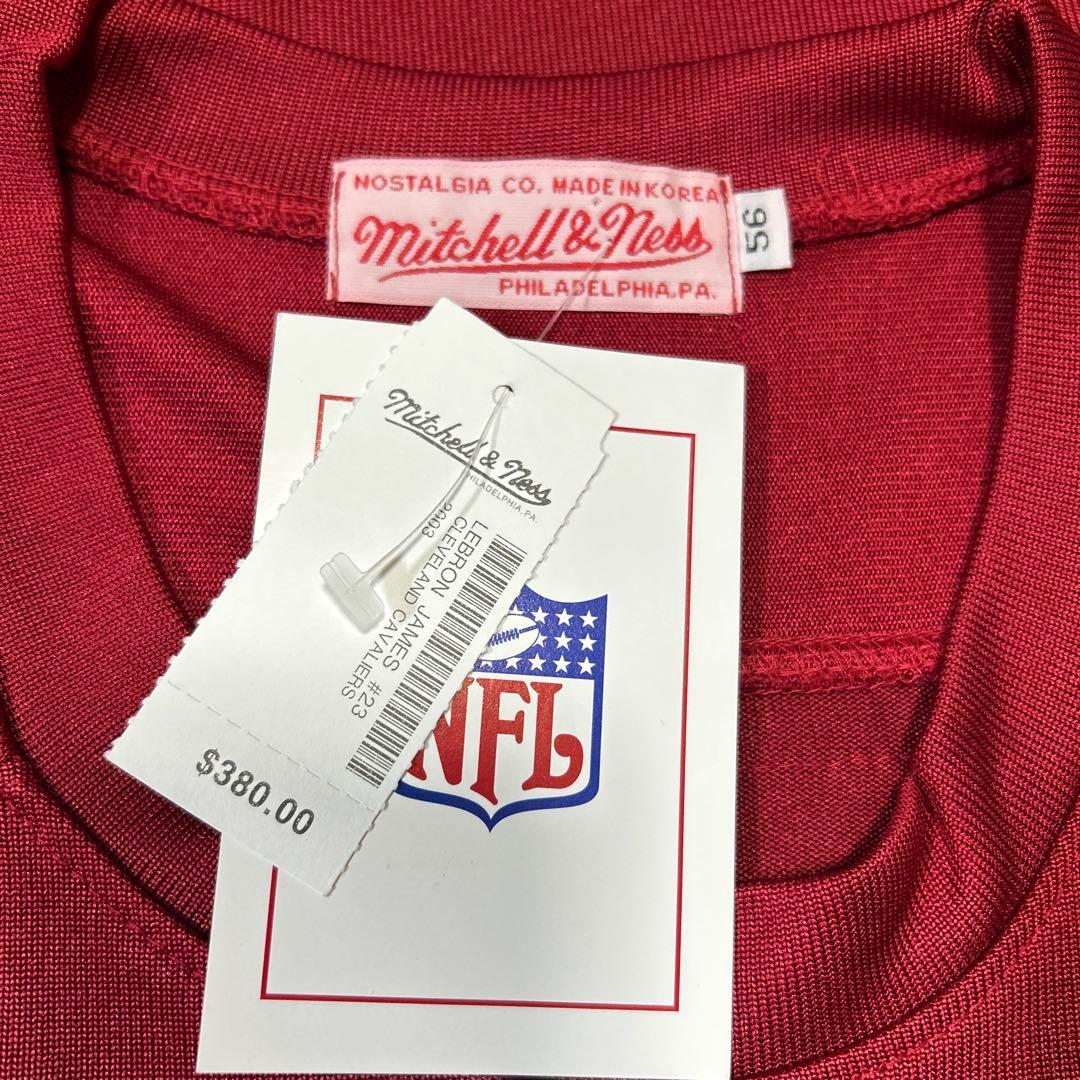 NOSTALGIA CO. MADE IN KOREA
Mitchell & Ness
PHILADELPHIA, PA.
56
Mitchell & Ness
PHILADELPHIA, PA.
LEBRON JAMES #23
CLEVELAND CAVALIERS
2003
$380.00
NFL